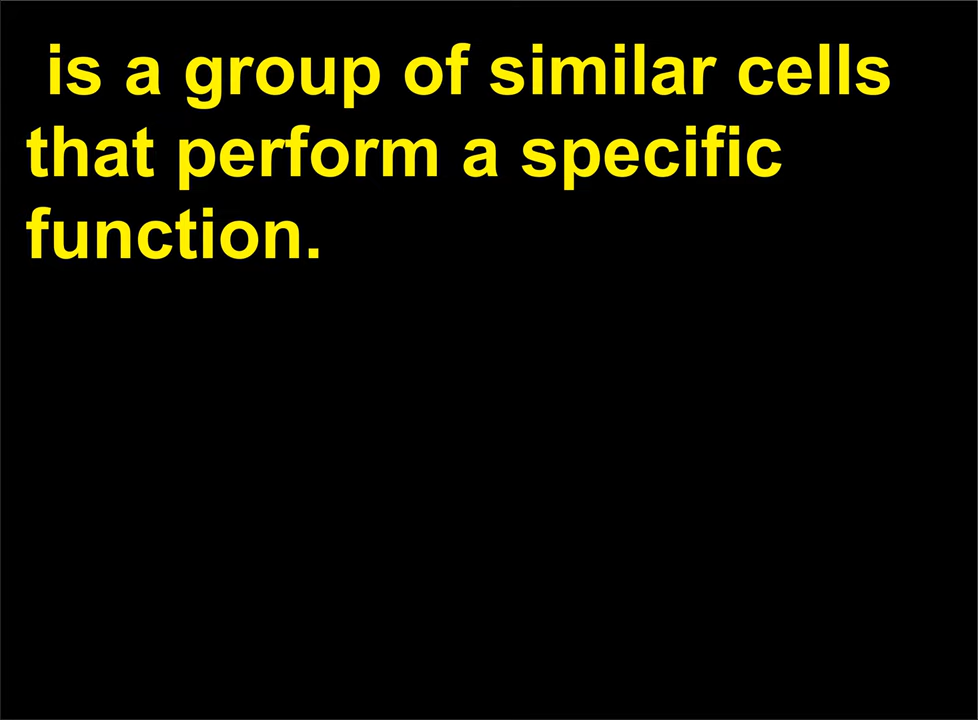 is a group of similar cells
that perform a specific
function.